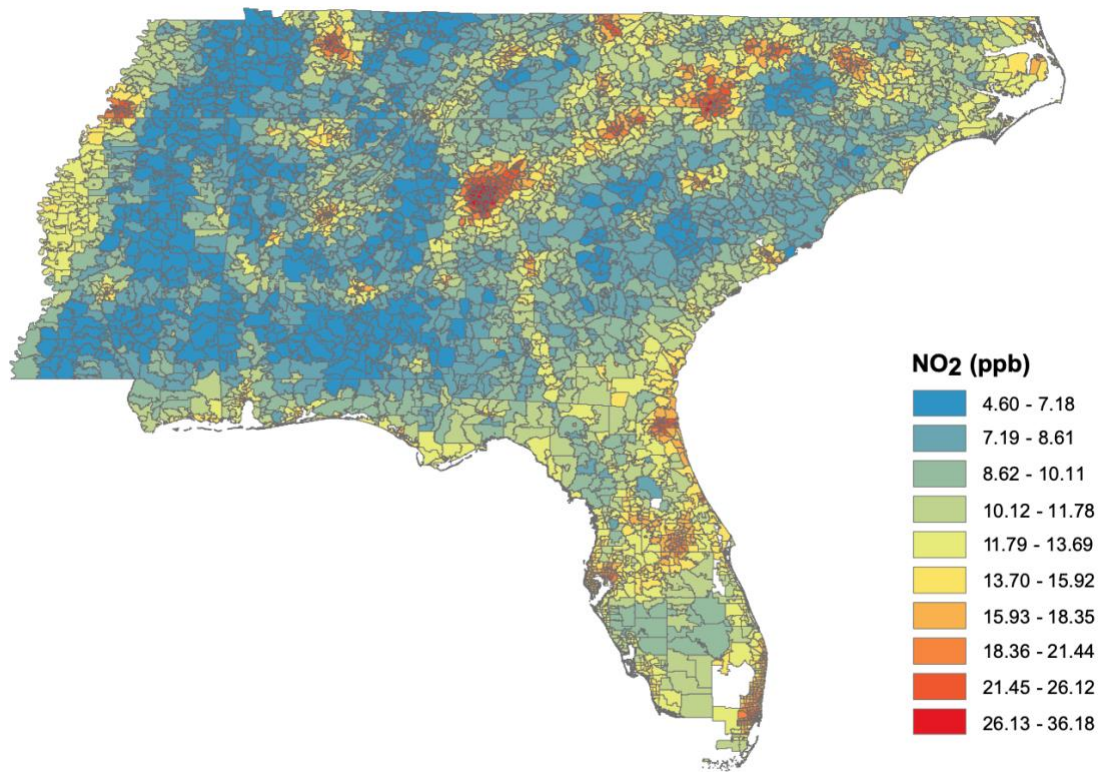 NO2 (ppb)
4.60 - 7.18
7.19 - 8.61
8.62 - 10.11
10.12 - 11.78
11.79 - 13.69
13.70 - 15.92
15.93 - 18.35
18.36 - 21.44
21.45 - 26.12
26.13 - 36.18